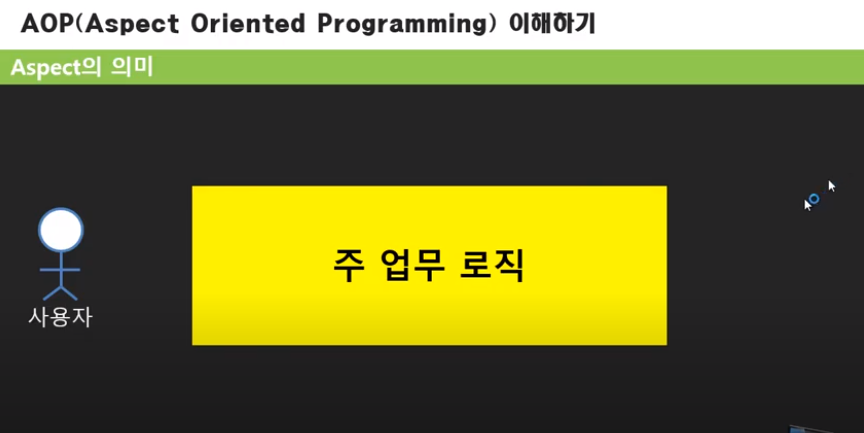 AOP(Aspect Oriented Programming) 이해하기
Aspect의 의미
주 업무 로직
사용자